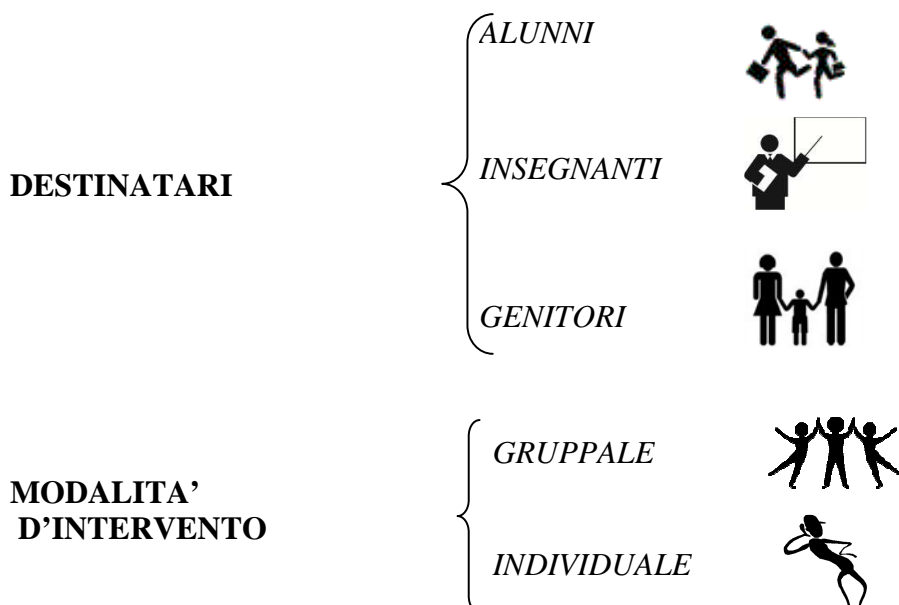 ALUNNI
DESTINATARI
INSEGNANTI
GENITORI
GRUPPALE
MODALITA’
D’INTERVENTO
INDIVIDUALE